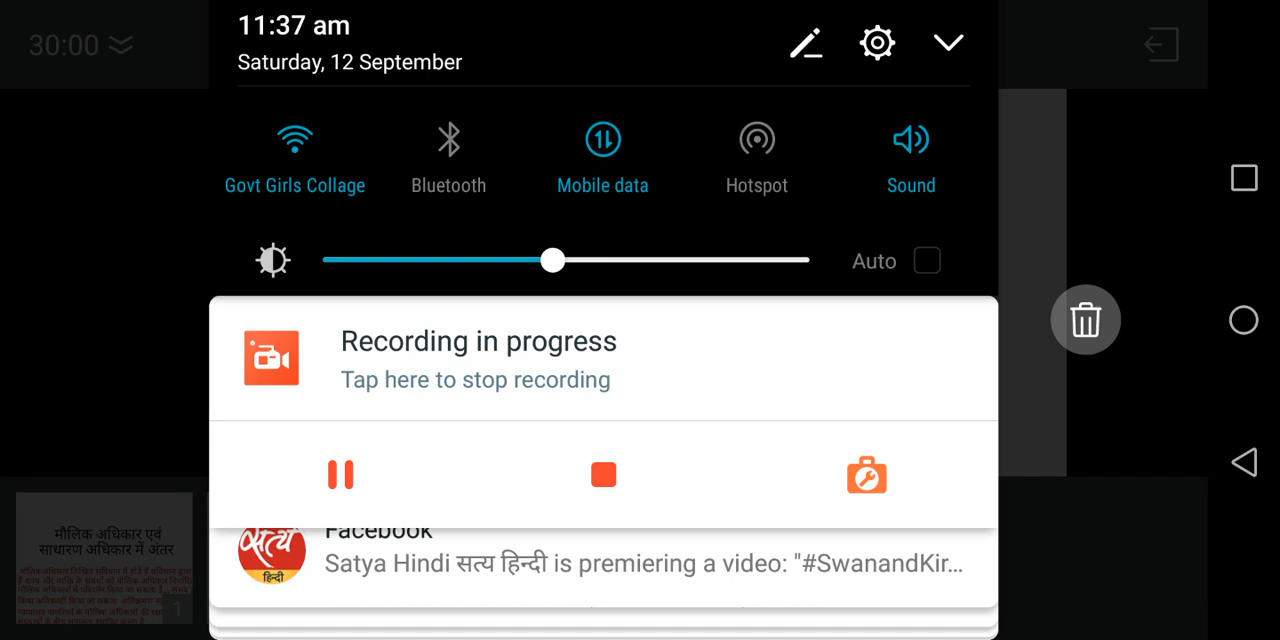 30:00
11:37 am
Saturday, 12 September
Govt Girls Collage
Bluetooth
Mobile data
Hotspot
Sound
Auto
Recording in progress
Tap here to stop recording
Facebook
Satya Hindi सत्य हिन्दी is premiering a video: "#SwanandKir...
सत्य
हिन्दी
मौलिक अधिकार एवं
साधारण अधिकार में अंतर
1